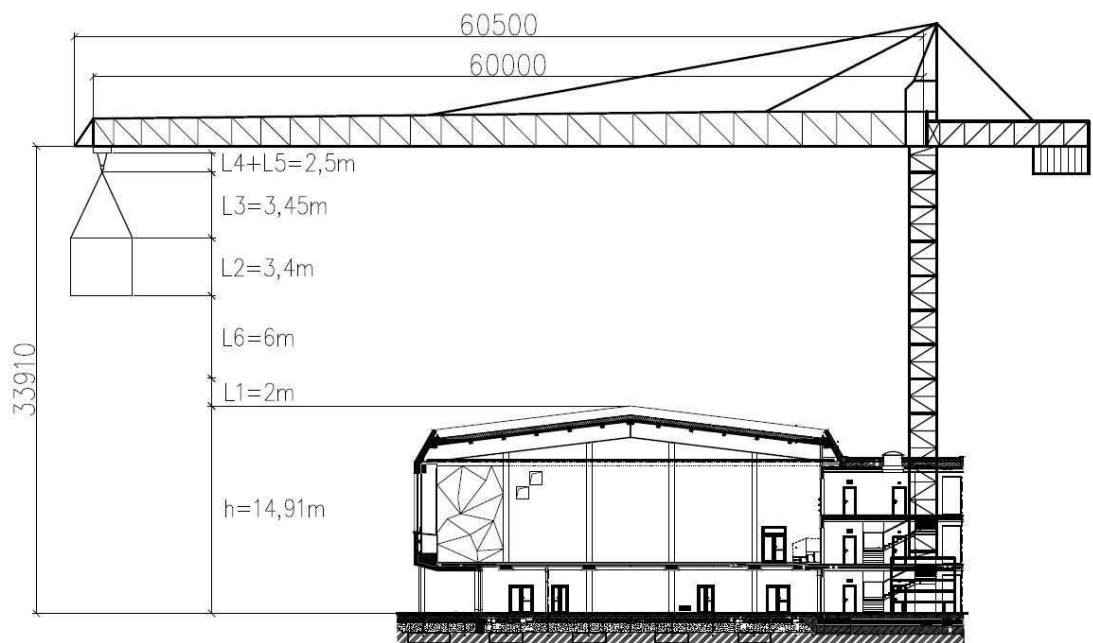 60500
60000
L4+L5=2,5m
L3=3,45m
L2=3,4m
L6=6m
33910
L1=2m
h=14,91m